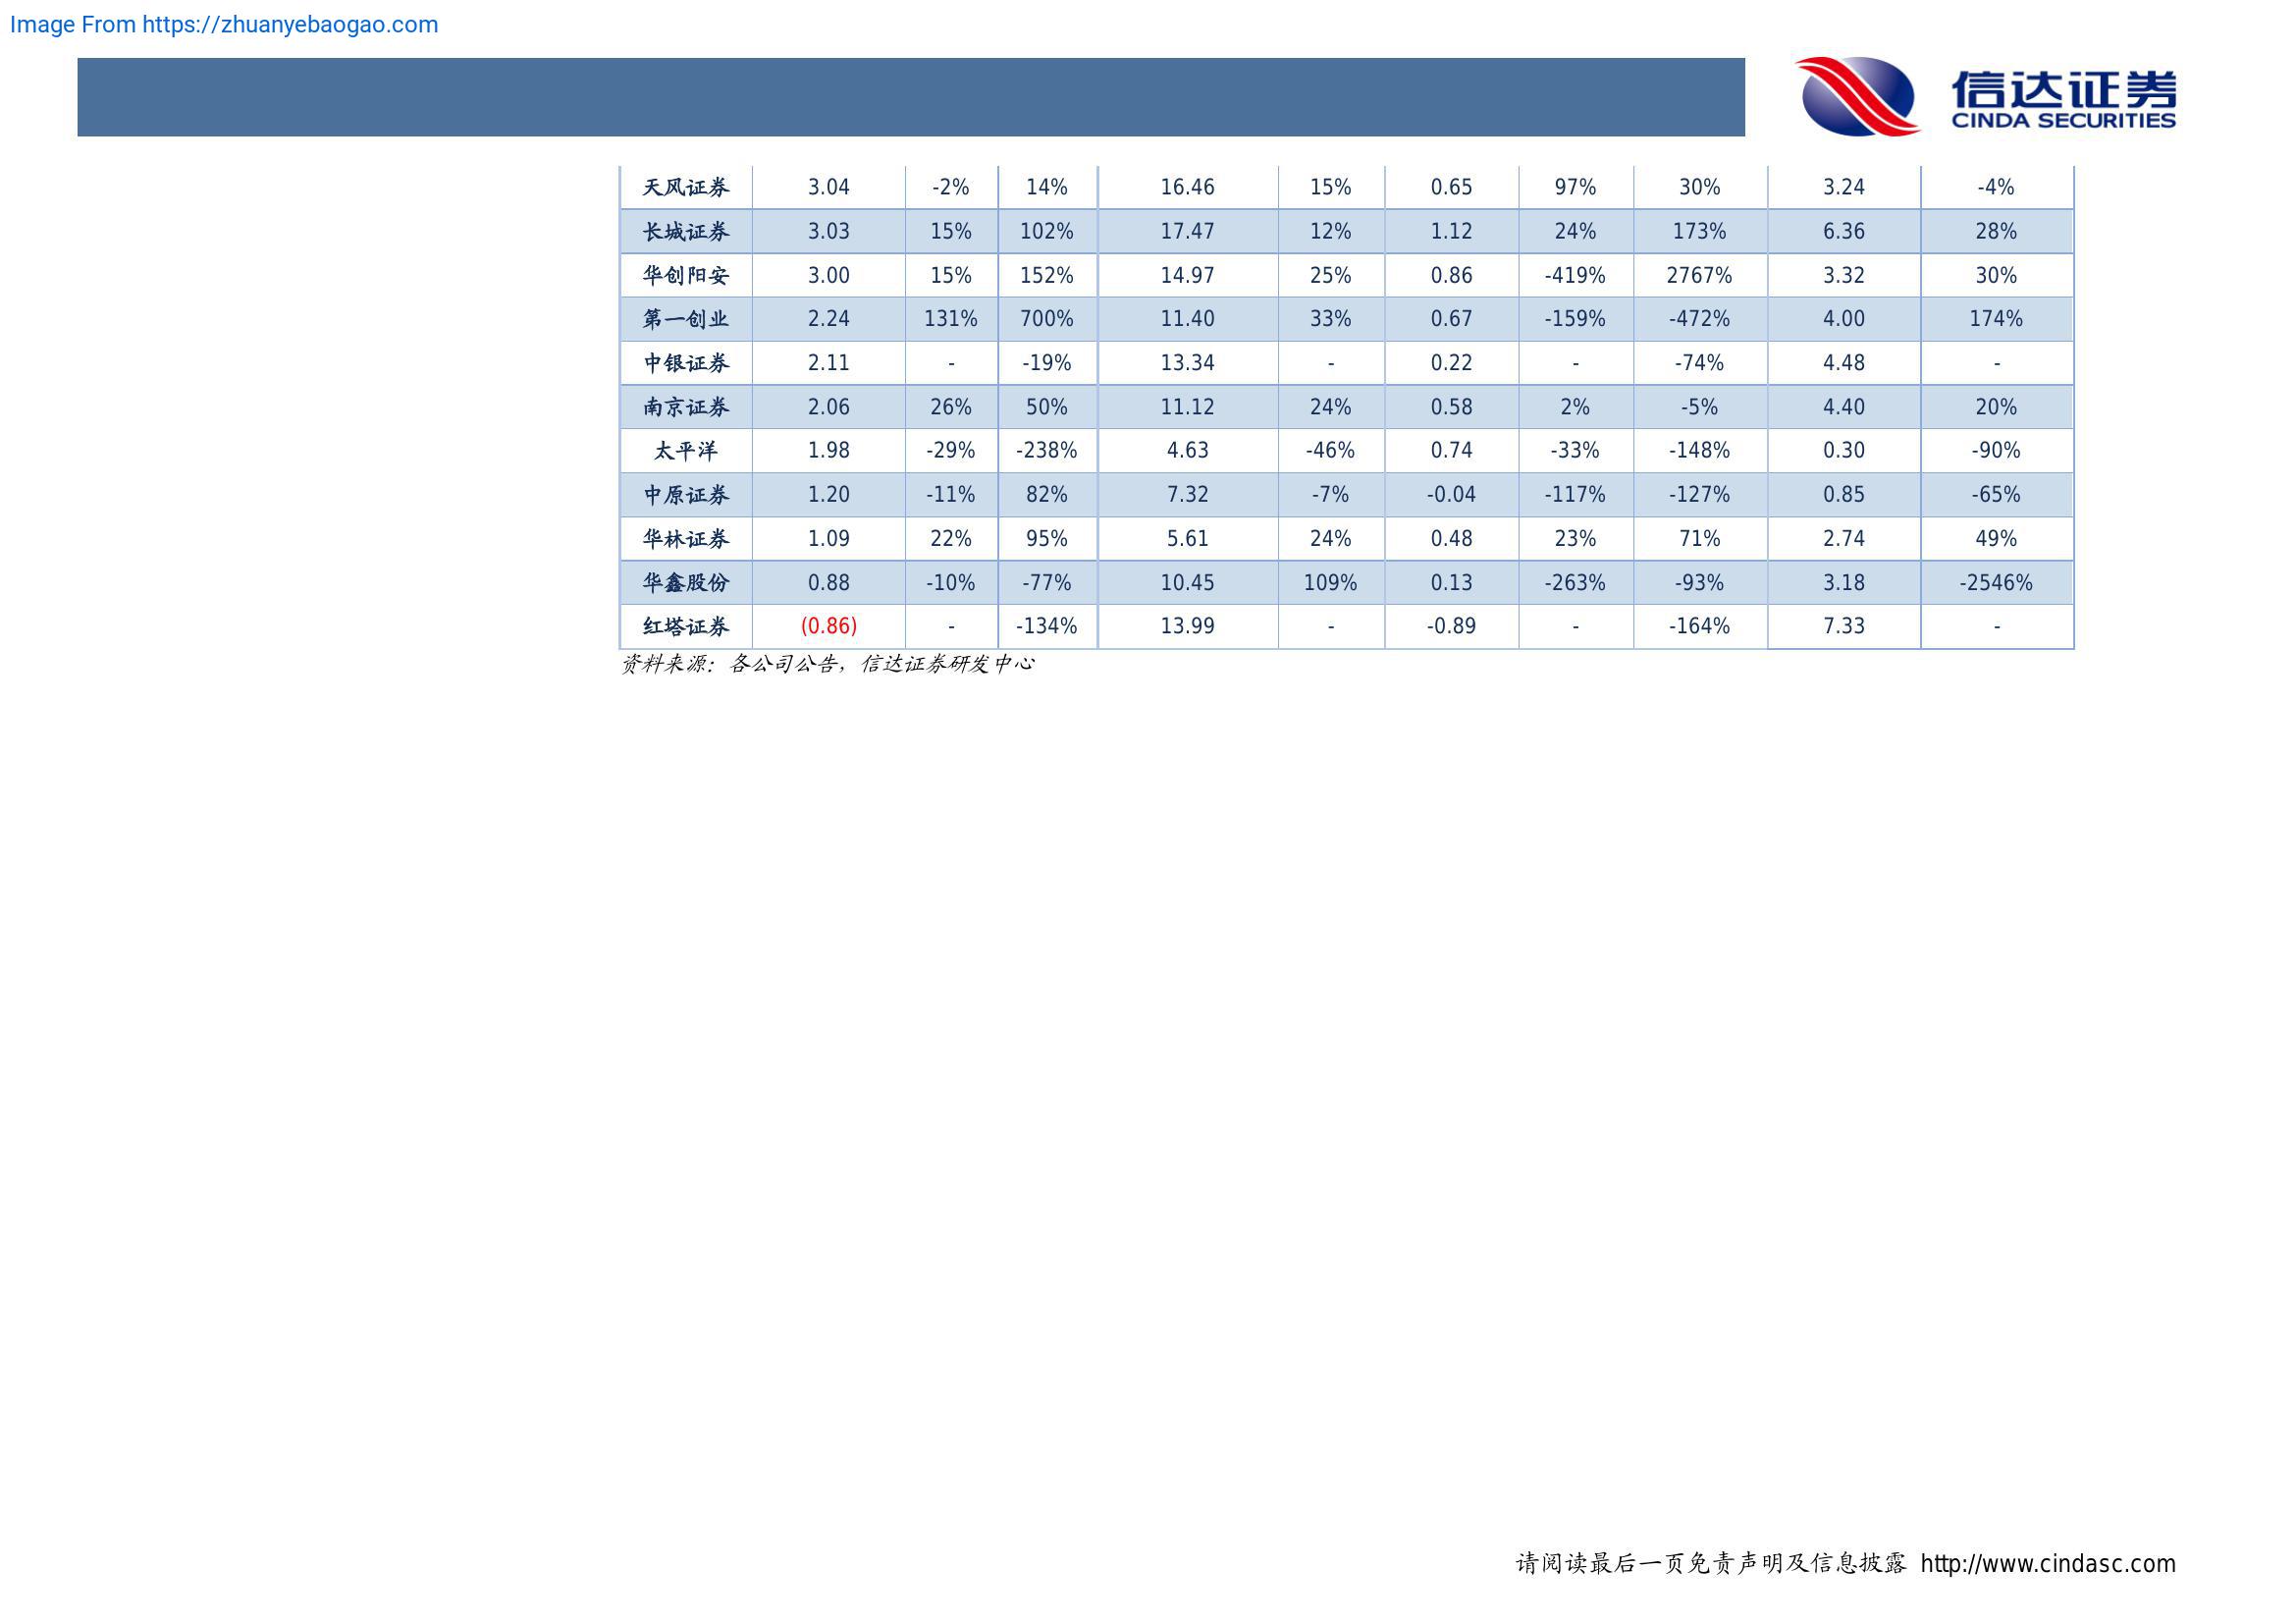 Image From https://zhuanyebaogao.com
信达证券
CINDA SECURITIES
天风证券 3.04 -2% 14% 16.46 15% 0.65 97% 30% 3.24 -4%
长城证券 3.03 15% 102% 17.47 12% 1.12 24% 173% 6.36 28%
华创阳安 3.00 15% 152% 14.97 25% 0.86 -419% 2767% 3.32 30%
第一创业 2.24 131% 700% 11.40 33% 0.67 -159% -472% 4.00 174%
中银证券 2.11 - -19% 13.34 - 0.22 - -74% 4.48 -
南京证券 2.06 26% 50% 11.12 24% 0.58 2% -5% 4.40 20%
太平洋 1.98 -29% -238% 4.63 -46% 0.74 -33% -148% 0.30 -90%
中原证券 1.20 -11% 82% 7.32 -7% -0.04 -117% -127% 0.85 -65%
华林证券 1.09 22% 95% 5.61 24% 0.48 23% 71% 2.74 49%
华鑫股份 0.88 -10% -77% 10.45 109% 0.13 -263% -93% 3.18 -2546%
红塔证券 (0.86) - -134% 13.99 - -0.89 - -164% 7.33 -
资料来源：各公司公告，信达证券研发中心
请阅读最后一页免责声明及信息披露 http://www.cindasc.com